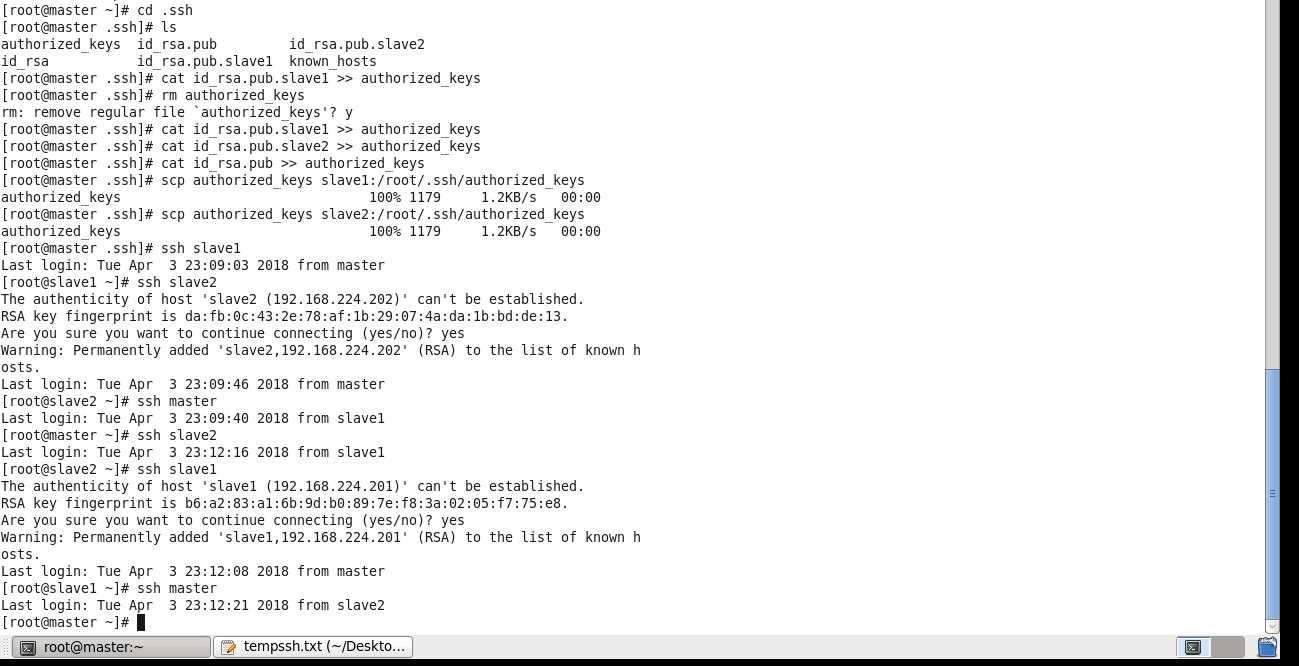 [root@master ~]# cd .ssh
[root@master .ssh]# ls
authorized_keys  id_rsa.pub         id_rsa.pub.slave2
id_rsa           id_rsa.pub.slave1  known_hosts
[root@master .ssh]# cat id_rsa.pub.slave1 >> authorized_keys
[root@master .ssh]# rm authorized_keys
rm: remove regular file `authorized_keys'? y
[root@master .ssh]# cat id_rsa.pub.slave1 >> authorized_keys
[root@master .ssh]# cat id_rsa.pub.slave2 >> authorized_keys
[root@master .ssh]# cat id_rsa.pub >> authorized_keys
[root@master .ssh]# scp authorized_keys slave1:/root/.ssh/authorized_keys
authorized_keys                               100% 1179     1.2KB/s   00:00
[root@master .ssh]# scp authorized_keys slave2:/root/.ssh/authorized_keys
authorized_keys                               100% 1179     1.2KB/s   00:00
[root@master .ssh]# ssh slave1
Last login: Tue Apr  3 23:09:03 2018 from master
[root@slave1 ~]# ssh slave2
The authenticity of host 'slave2 (192.168.224.202)' can't be established.
RSA key fingerprint is da:fb:0c:43:2e:78:af:1b:29:07:4a:da:1b:bd:de:13.
Are you sure you want to continue connecting (yes/no)? yes
Warning: Permanently added 'slave2,192.168.224.202' (RSA) to the list of known h
osts.
Last login: Tue Apr  3 23:09:46 2018 from master
[root@slave2 ~]# ssh master
Last login: Tue Apr  3 23:09:40 2018 from slave1
[root@master ~]# ssh slave2
Last login: Tue Apr  3 23:12:16 2018 from slave1
[root@slave2 ~]# ssh slave1
The authenticity of host 'slave1 (192.168.224.201)' can't be established.
RSA key fingerprint is b6:a2:83:a1:6b:9d:b0:89:7e:f8:3a:02:05:f7:75:e8.
Are you sure you want to continue connecting (yes/no)? yes
Warning: Permanently added 'slave1,192.168.224.201' (RSA) to the list of known h
osts.
Last login: Tue Apr  3 23:12:08 2018 from master
[root@slave1 ~]# ssh master
Last login: Tue Apr  3 23:12:21 2018 from slave2
[root@master ~]#
root@master:~
tempssh.txt (~/Deskto...